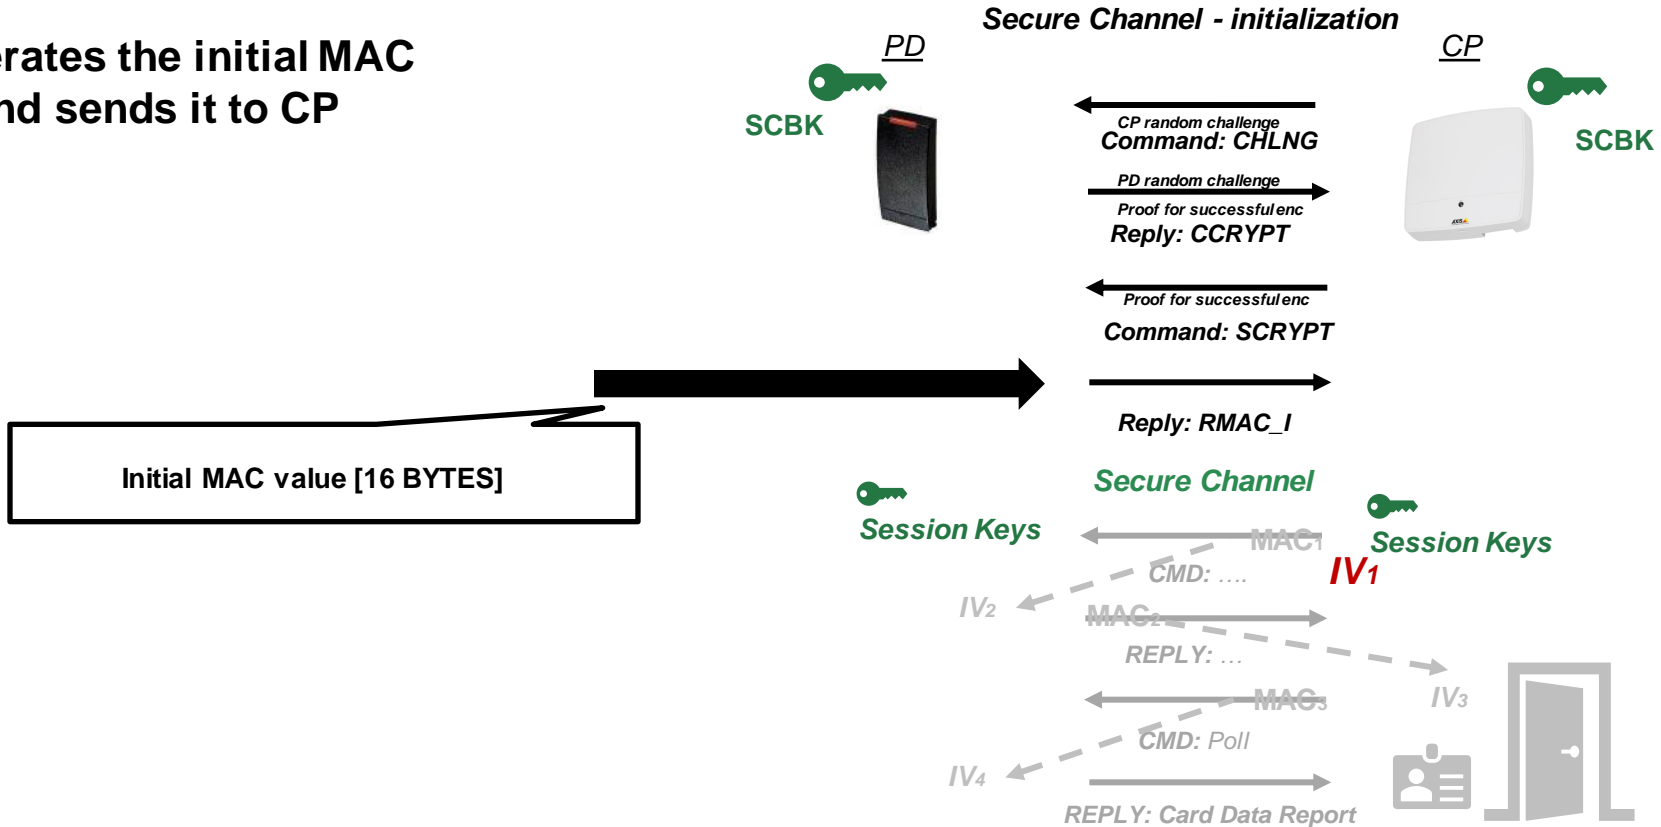 Secure Channel - initialization
erates the initial MAC
nd sends it to CP
PD
CP
SCBK
SCBK
CP random challenge
Command: CHLNG
PD random challenge
Proof for successful enc
Reply: CCRYPT
AXIS
Proof for successful enc
Command: SCRYPT
Reply: RMAC_I
Initial MAC value [16 BYTES]
Secure Channel
Session Keys
Session Keys
MAC1
IV1
CMD: ....
IV2
MAC2
REPLY: ...
IV3
MAC3
CMD: Poll
IV4
REPLY: Card Data Report